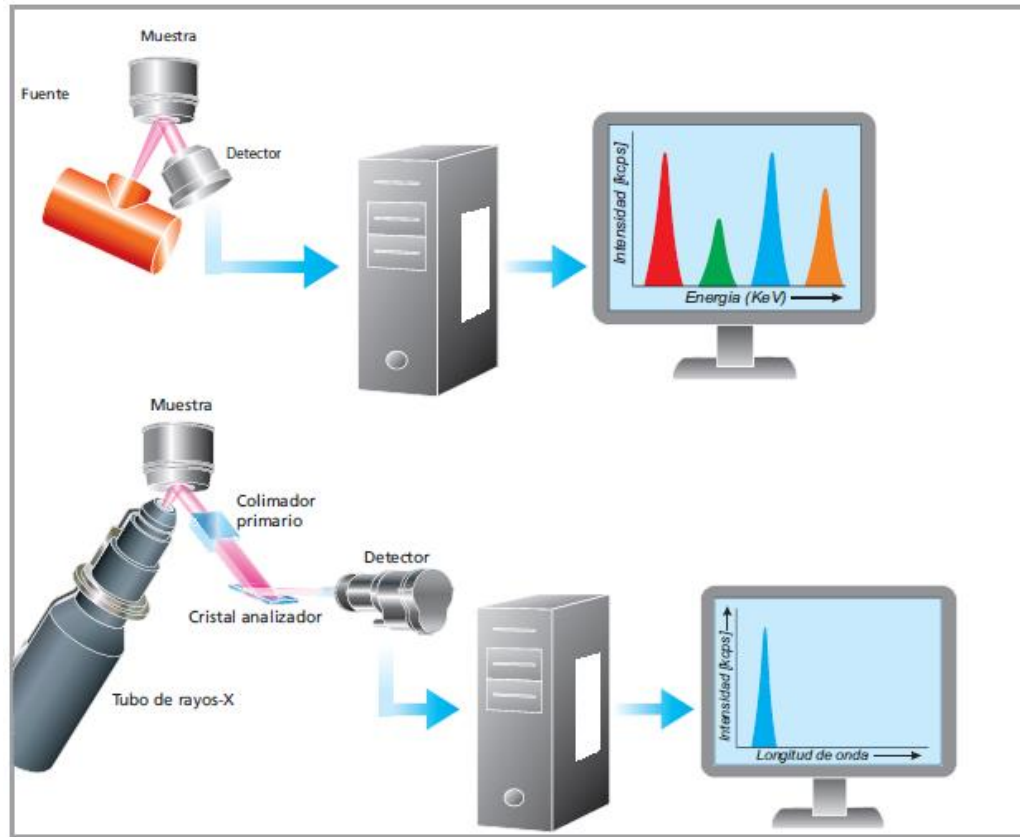 Muestra
Fuente
Detector
Intensidad [kcps]
Energia (KeV)
Muestra
Colimador
primario
Detector
Cristal analizador
Tubo de rayos-X
Intensidad [kcps]
Longitud de onda